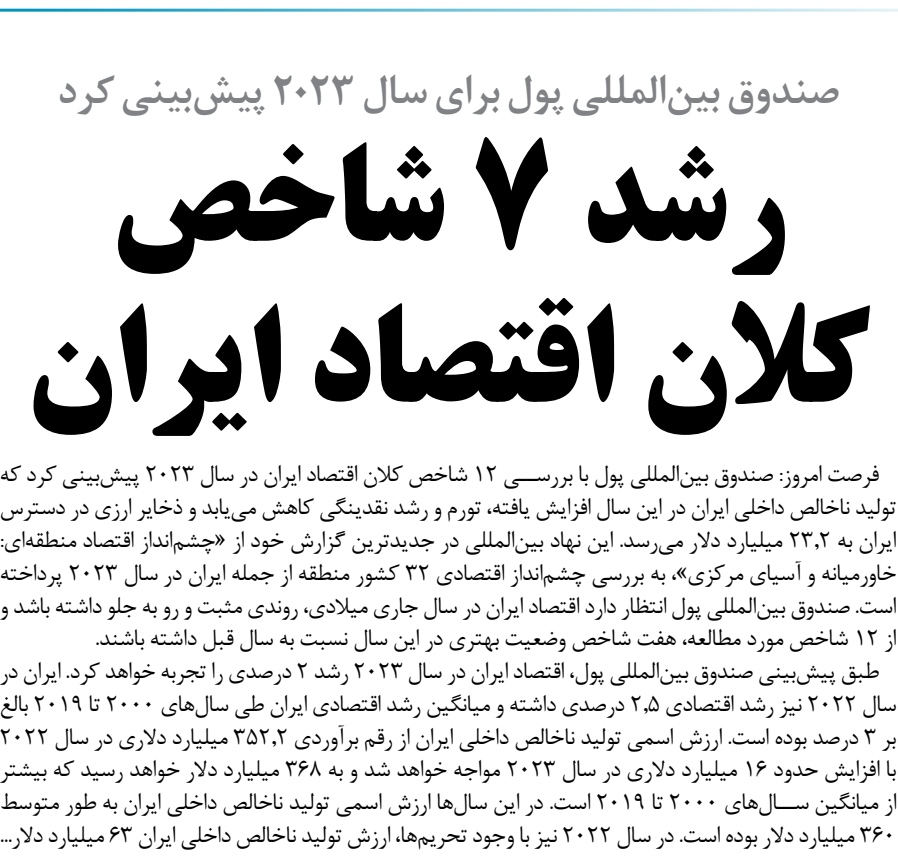 صندوق بین‌المللی پول برای سال ۲۰۲۳ پیش‌بینی کرد
رشد ۷ شاخص
کلان اقتصاد ایران
فرصت امروز: صندوق بین‌المللی پول با بررســی ۱۲ شاخص کلان اقتصاد ایران در سال ۲۰۲۳ پیش‌بینی کرد که
تولید ناخالص داخلی ایران در این سال افزایش یافته، تورم و رشد نقدینگی کاهش می‌یابد و ذخایر ارزی در دسترس
ایران به ۲۳٫۲ میلیارد دلار می‌رسد. این نهاد بین‌المللی در جدیدترین گزارش خود از «چشم‌انداز اقتصاد منطقه‌ای:
خاورمیانه و آسیای مرکزی»، به بررسی چشم‌انداز اقتصادی ۳۲ کشور منطقه از جمله ایران در سال ۲۰۲۳ پرداخته
است. صندوق بین‌المللی پول انتظار دارد اقتصاد ایران در سال جاری میلادی، روندی مثبت و رو به جلو داشته باشد و
از ۱۲ شاخص مورد مطالعه، هفت شاخص وضعیت بهتری در این سال نسبت به سال قبل داشته باشند.
طبق پیش‌بینی صندوق بین‌المللی پول، اقتصاد ایران در سال ۲۰۲۳ رشد ۲ درصدی را تجربه خواهد کرد. ایران در
سال ۲۰۲۲ نیز رشد اقتصادی ۲٫۵ درصدی داشته و میانگین رشد اقتصادی ایران طی سال‌های ۲۰۰۰ تا ۲۰۱۹ بالغ
بر ۳ درصد بوده است. ارزش اسمی تولید ناخالص داخلی ایران از رقم برآوردی ۳۵۲٫۲ میلیارد دلاری در سال ۲۰۲۲
با افزایش حدود ۱۶ میلیارد دلاری در سال ۲۰۲۳ مواجه خواهد شد و به ۳۶۸ میلیارد دلار خواهد رسید که بیشتر
از میانگین ســال‌های ۲۰۰۰ تا ۲۰۱۹ است. در این سال‌ها ارزش اسمی تولید ناخالص داخلی ایران به طور متوسط
۳۶۰ میلیارد دلار بوده است. در سال ۲۰۲۲ نیز با وجود تحریم‌ها، ارزش تولید ناخالص داخلی ایران ۶۳ میلیارد دلار...